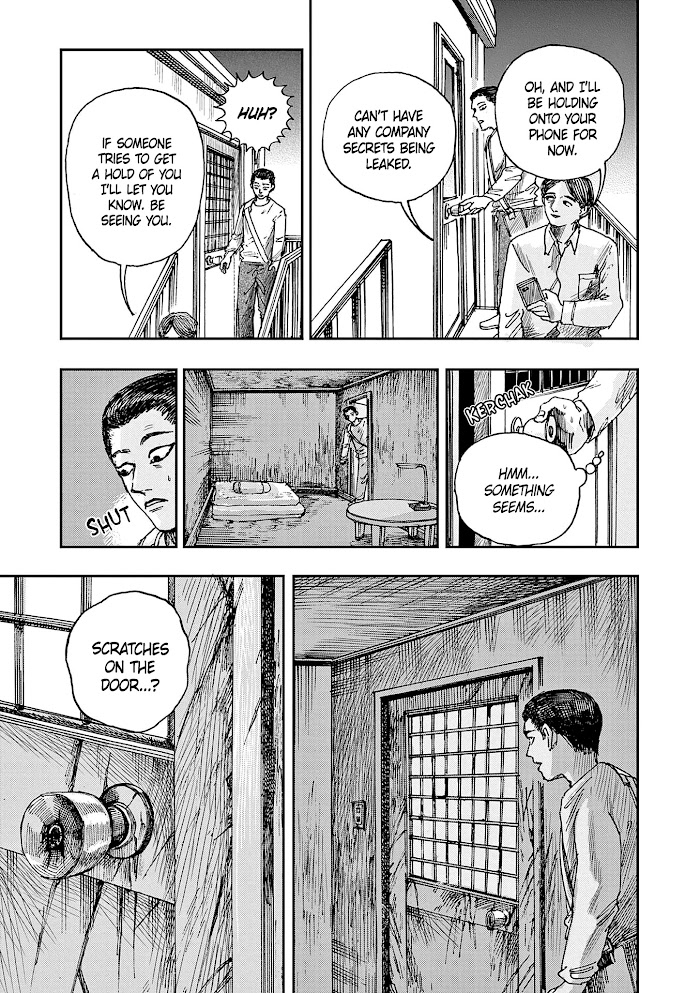 OH, AND I'LL
BE HOLDING
ONTO YOUR
PHONE FOR
NOW.
CAN'T HAVE
ANY COMPANY
SECRETS BEING
LEAKED.
HUH?
IF SOMEONE
TRIES TO GET
A HOLD OF YOU
I'LL LET YOU
KNOW. BE
SEEING YOU.
KERCHAK
HMM...
SOMETHING
SEEMS...
SHUT
SCRATCHES
ON THE
DOOR...?